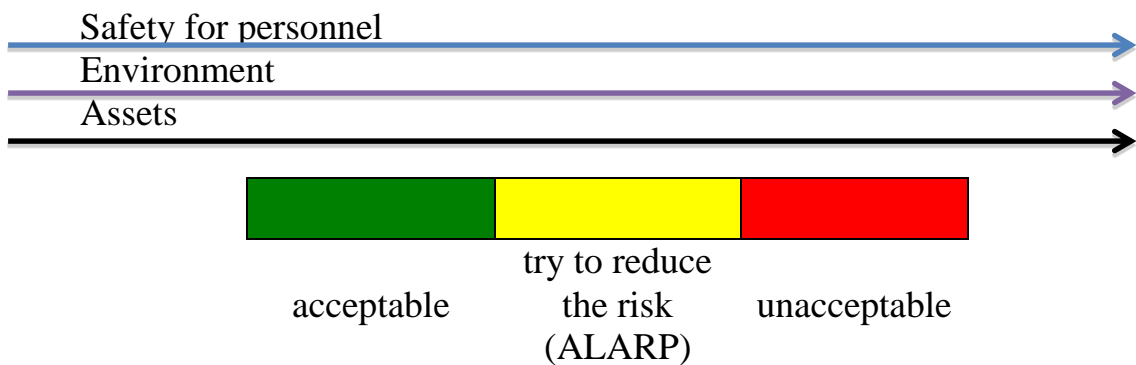 Safety for personnel
Environment
Assets
try to reduce
acceptable the risk unacceptable
(ALARP)